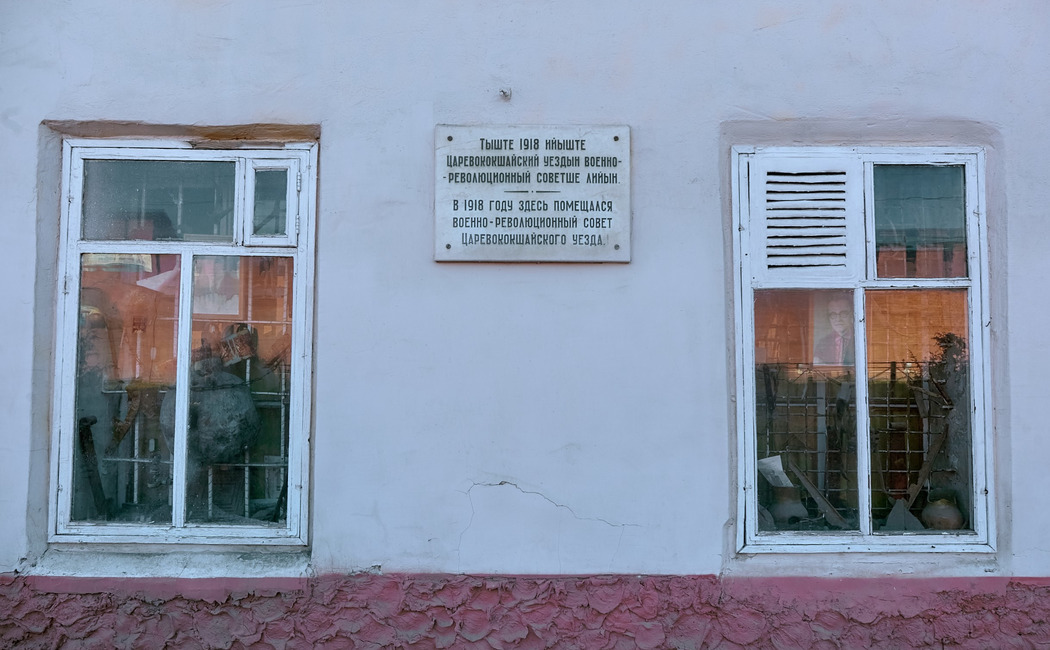 Тыште 1918 ийыште
Царевококшайский уездын военно-
-революционный советше лийын.
В 1918 году здесь помещался
военно-революционный совет
Царевококшайского уезда.